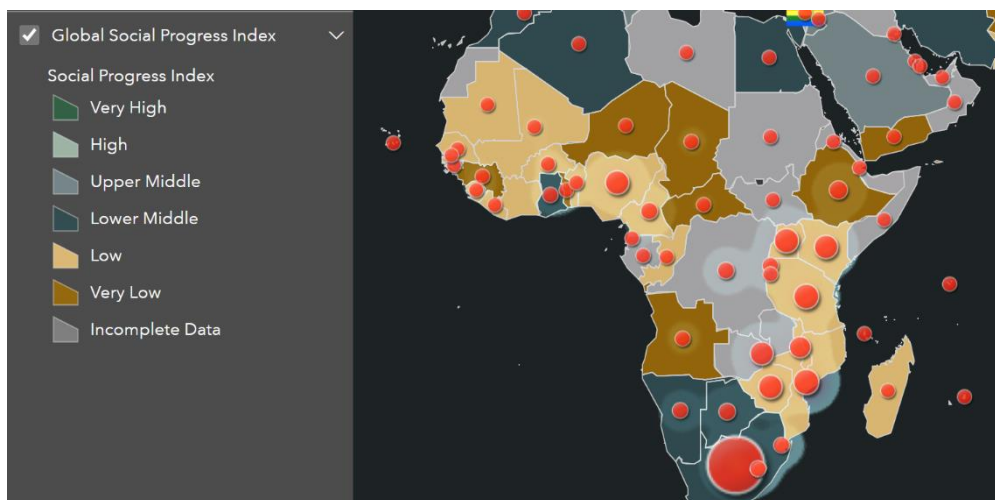 Global Social Progress Index
Social Progress Index
Very High
High
Upper Middle
Lower Middle
Low
Very Low
Incomplete Data